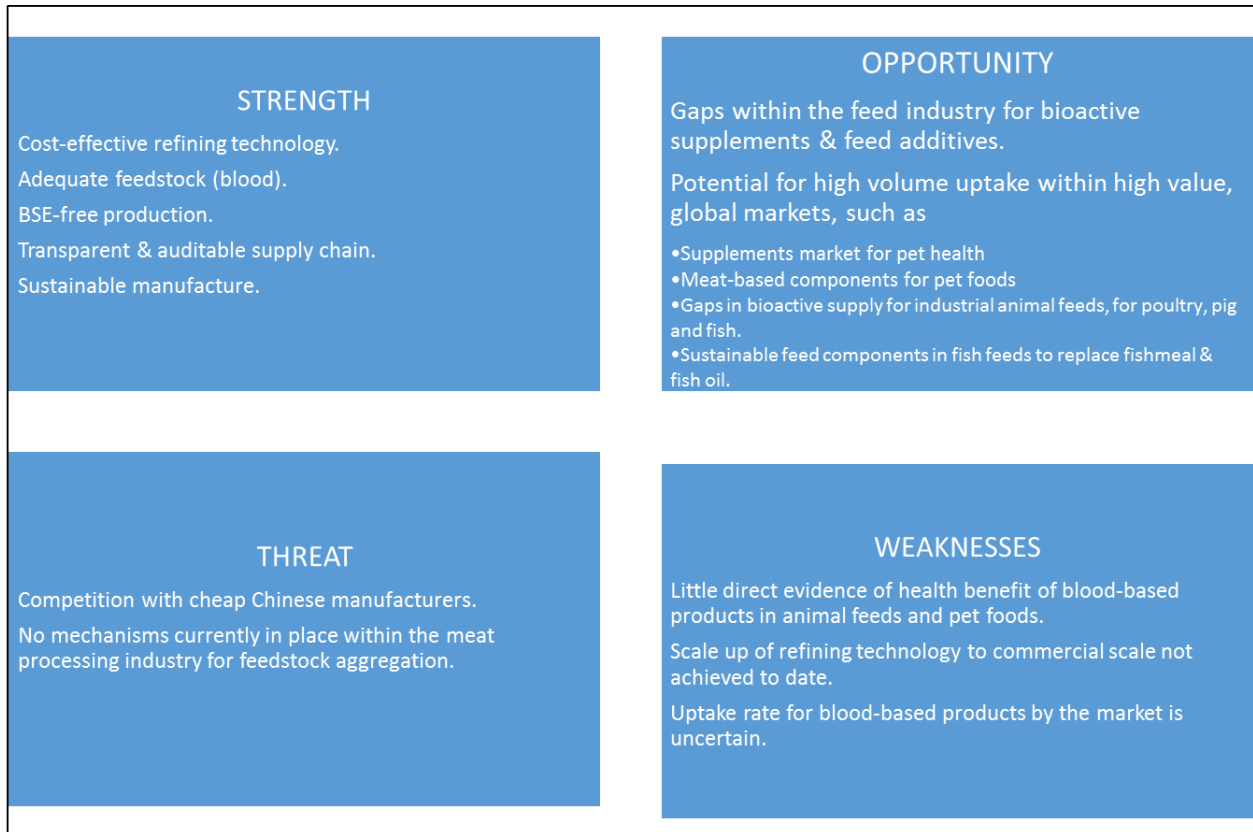 STRENGTH
Cost-effective refining technology.
Adequate feedstock (blood).
BSE-free production.
Transparent & auditable supply chain.
Sustainable manufacture.
OPPORTUNITY
Gaps within the feed industry for bioactive
supplements & feed additives.
Potential for high volume uptake within high value,
global markets, such as
•Supplements market for pet health
•Meat-based components for pet foods
•Gaps in bioactive supply for industrial animal feeds, for poultry, pig
and fish.
•Sustainable feed components in fish feeds to replace fishmeal &
fish oil.
THREAT
Competition with cheap Chinese manufacturers.
No mechanisms currently in place within the meat
processing industry for feedstock aggregation.
WEAKNESSES
Little direct evidence of health benefit of blood-based
products in animal feeds and pet foods.
Scale up of refining technology to commercial scale not
achieved to date.
Uptake rate for blood-based products by the market is
uncertain.